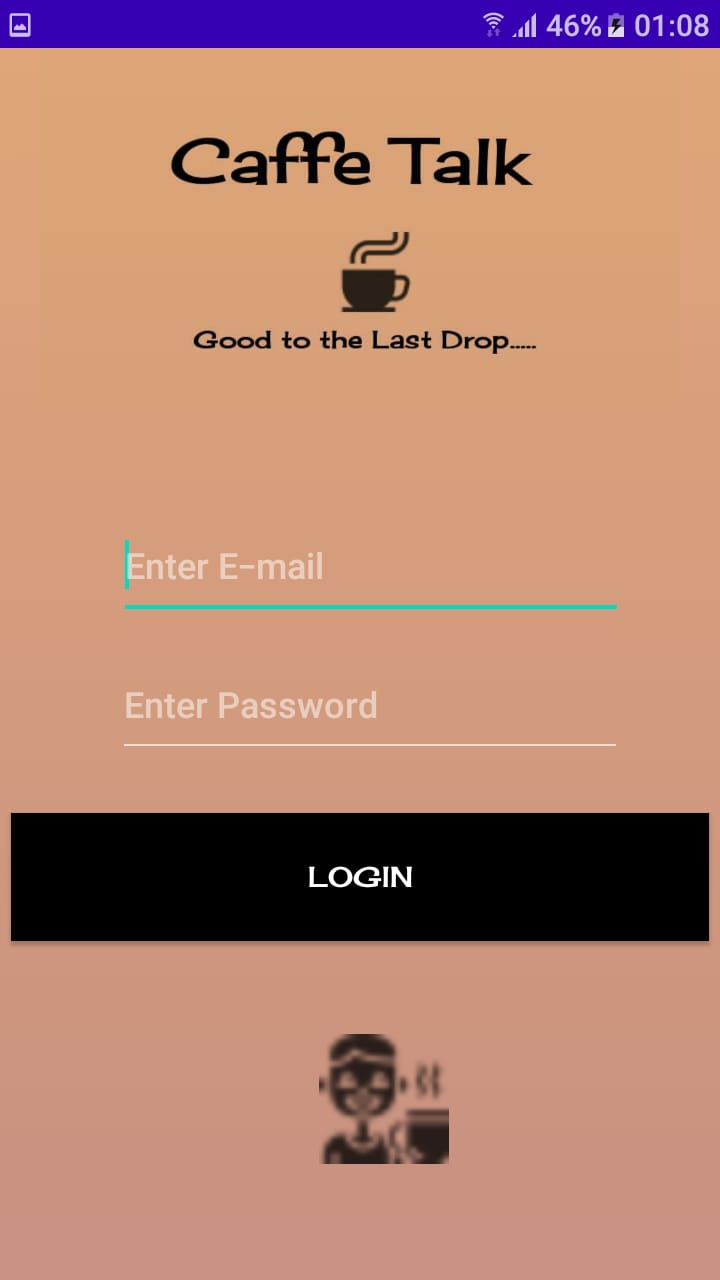 46% 01:08
Caffe Talk
Good to the Last Drop.....
Enter E-mail
Enter Password
LOGIN